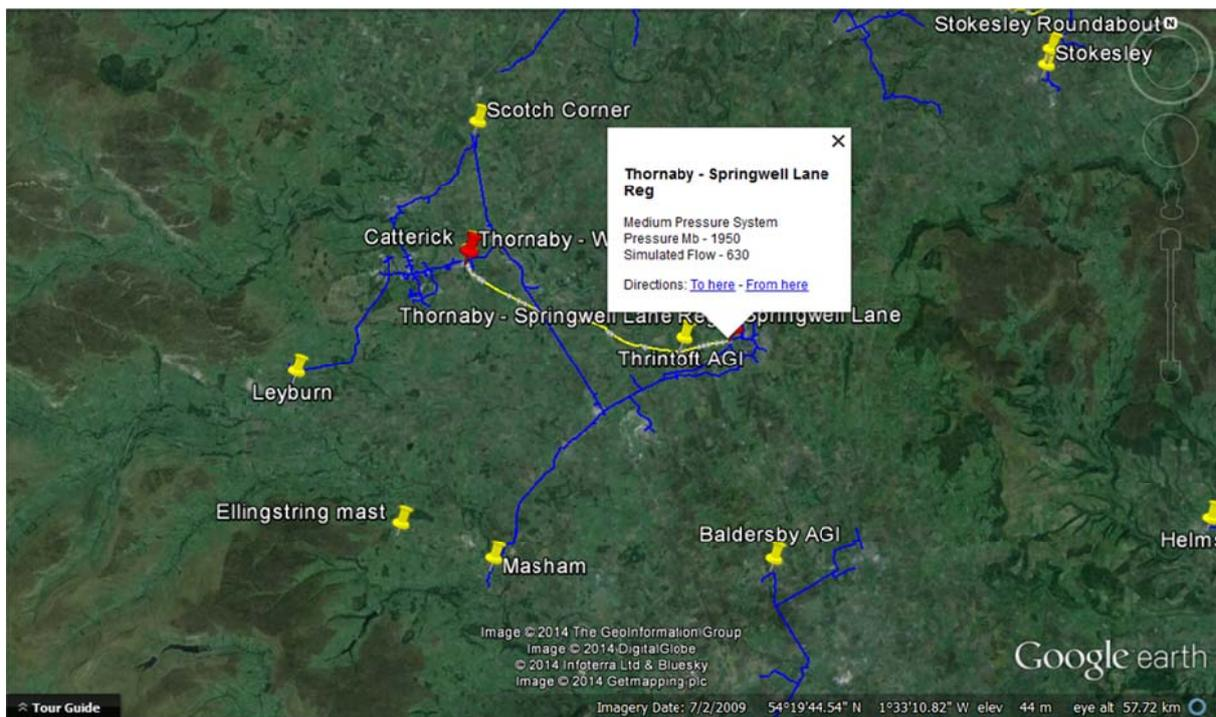 Stokesley Roundabout
N
Stokesley
Scotch Corner
Thornaby - Springwell Lane
Reg
Medium Pressure System
Pressure Mb - 1950
Simulated Flow - 630
Directions: To here - From here
Catterick
Thornaby - W
Thornaby - Springwell Lane Reg
Springwell Lane
Thrintoft AGI
Leyburn
Ellingstring mast
Baldersby AGI
Helms
Masham
Image © 2014 The GeoInformation Group
Image © 2014 DigitalGlobe
© 2014 Infoterra Ltd & Bluesky
Image © 2014 Getmapping plc
Google earth
Tour Guide
Imagery Date: 7/2/2009 54°19'44.54" N 1°33'10.82" W elev 44 m eye alt 57.72 km